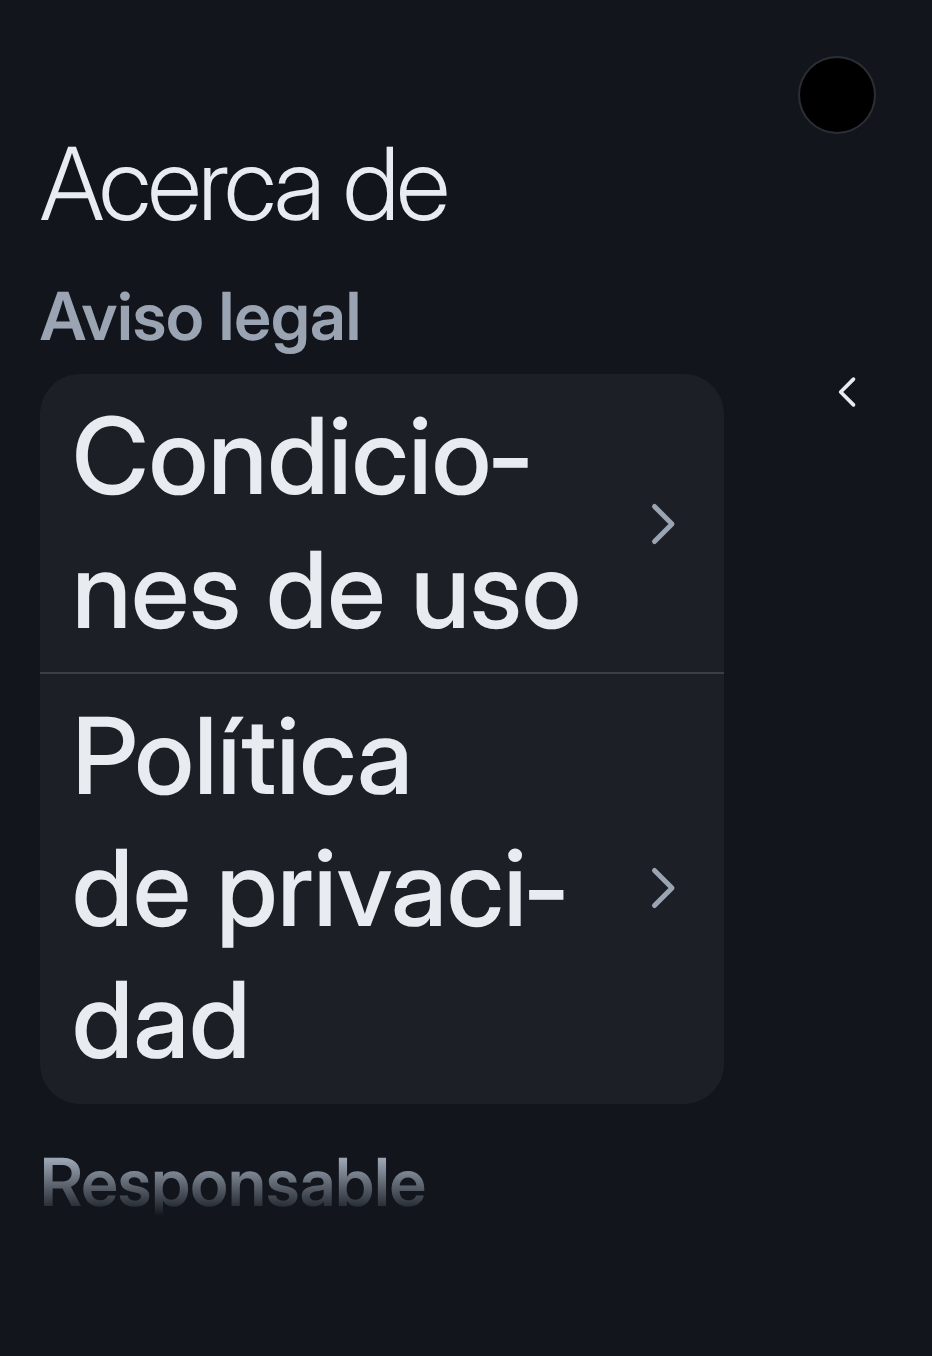 Acerca de
Aviso legal
Condicio-
nes de uso
Política
de privaci-
dad
Responsable